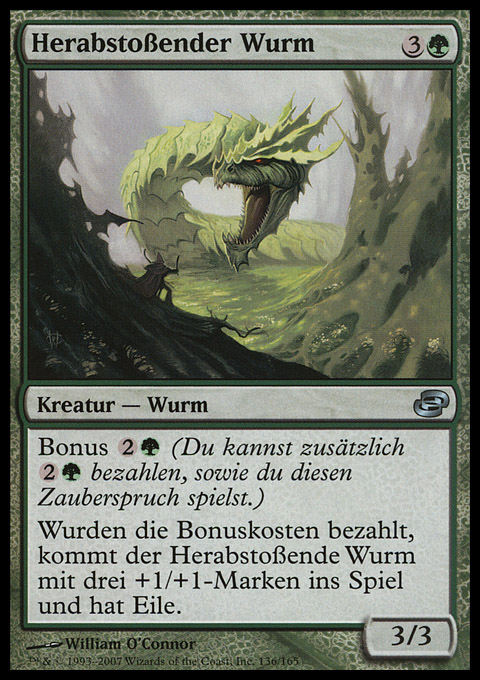 Herabstoßender Wurm 3
Kreatur — Wurm
Bonus 2 (Du kannst zusätzlich
2 bezahlen, sowie du diesen
Zauberspruch spielst.)
Wurden die Bonuskosten bezahlt,
kommt der Herabstoßende Wurm
mit drei +1/+1-Marken ins Spiel
und hat Eile.
3/3
William O'Connor
™ & © 1993–2007 Wizards of the Coast, Inc. 136/165